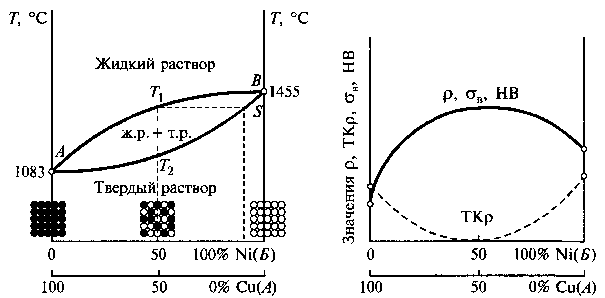 T, °C
T, °C
Жидкий раствор
B
T₁
1455
S
A
ж.р. + т.р.
1083
T₂
Твердый раствор
0 50 100% Ni(Б)
100 50 0% Cu(A)
Значения ρ, TKρ, σв, HB
ρ, σв, HB
TKρ
0 50 100% Ni(Б)
100 50 0% Cu(A)